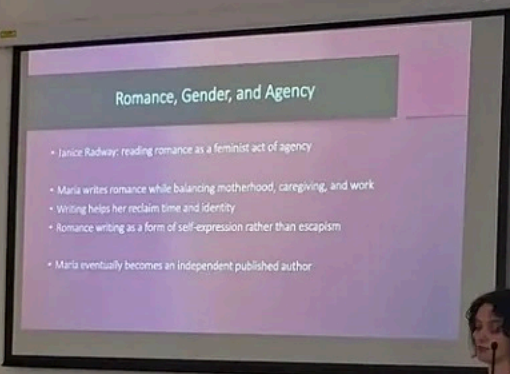 Romance, Gender, and Agency
• Janice Radway: reading romance as a feminist act of agency
• Maria writes romance while balancing motherhood, caregiving, and work
• Writing helps her reclaim time and identity
• Romance writing as a form of self-expression rather than escapism
• Maria eventually becomes an independent published author